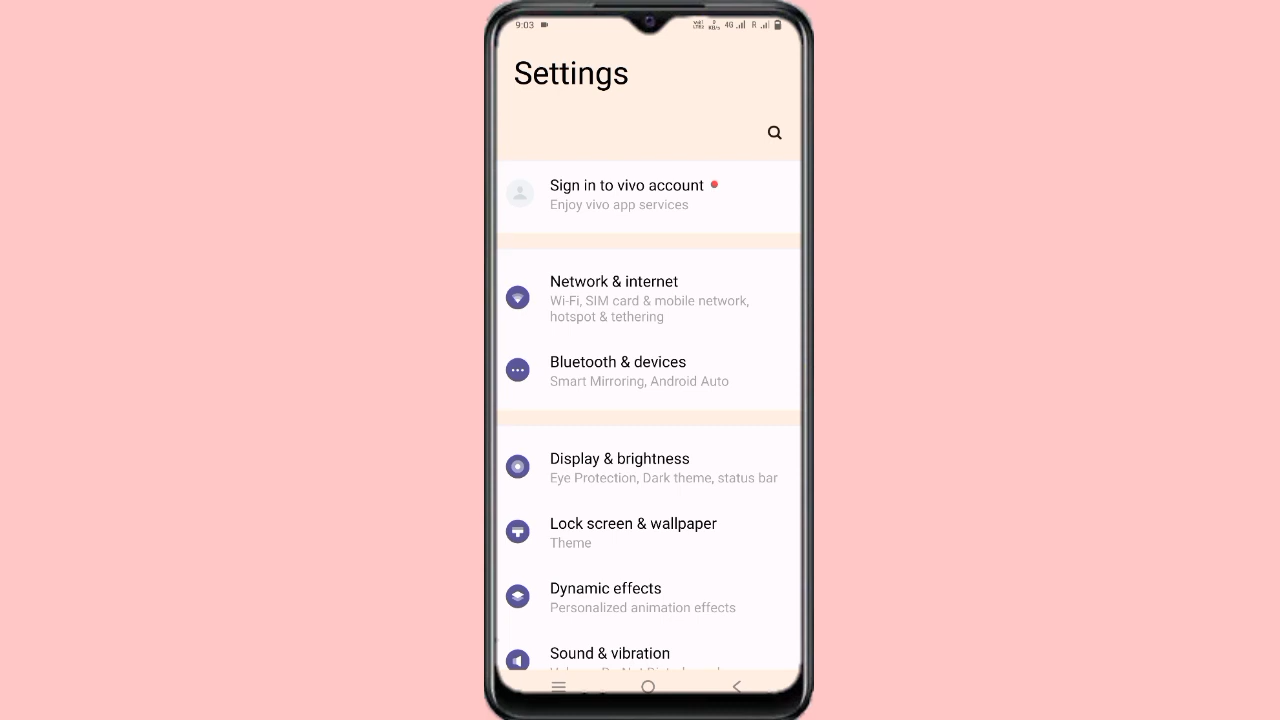 9:03
4G
R
Settings
Sign in to vivo account
Enjoy vivo app services
Network & internet
Wi-Fi, SIM card & mobile network,
hotspot & tethering
Bluetooth & devices
Smart Mirroring, Android Auto
Display & brightness
Eye Protection, Dark theme, status bar
Lock screen & wallpaper
Theme
Dynamic effects
Personalized animation effects
Sound & vibration